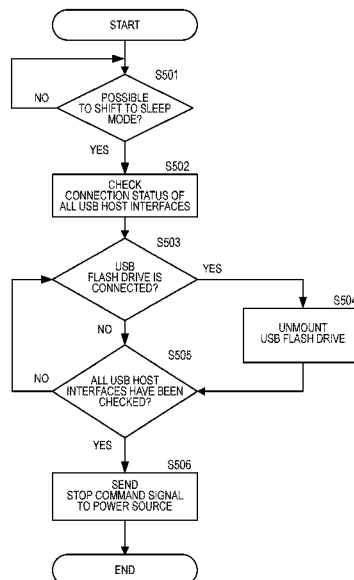 START
S501
POSSIBLE
TO SHIFT TO SLEEP
MODE?
NO
YES
S502
CHECK
CONNECTION STATUS OF
ALL USB HOST INTERFACES
S503
USB
FLASH DRIVE IS
CONNECTED?
YES
NO
S504
UNMOUNT
USB FLASH DRIVE
S505
ALL USB HOST
INTERFACES HAVE BEEN
CHECKED?
NO
YES
S506
SEND
STOP COMMAND SIGNAL
TO POWER SOURCE
END